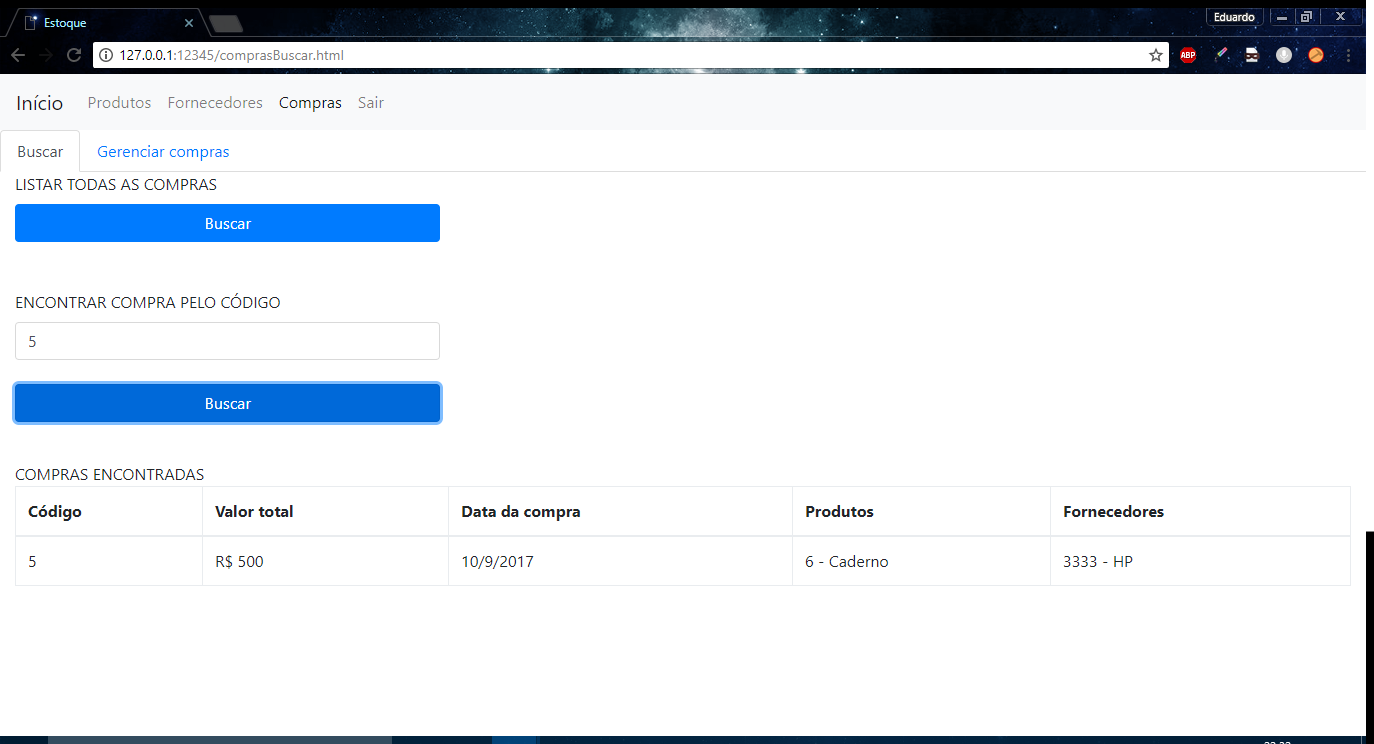 Estoque
Eduardo
127.0.0.1:12345/comprasBuscar.html
ABP
Início Produtos Fornecedores Compras Sair
Buscar Gerenciar compras
LISTAR TODAS AS COMPRAS
Buscar
ENCONTRAR COMPRA PELO CÓDIGO
5
Buscar
COMPRAS ENCONTRADAS
Código Valor total Data da compra Produtos Fornecedores
5 R$ 500 10/9/2017 6 - Caderno 3333 - HP